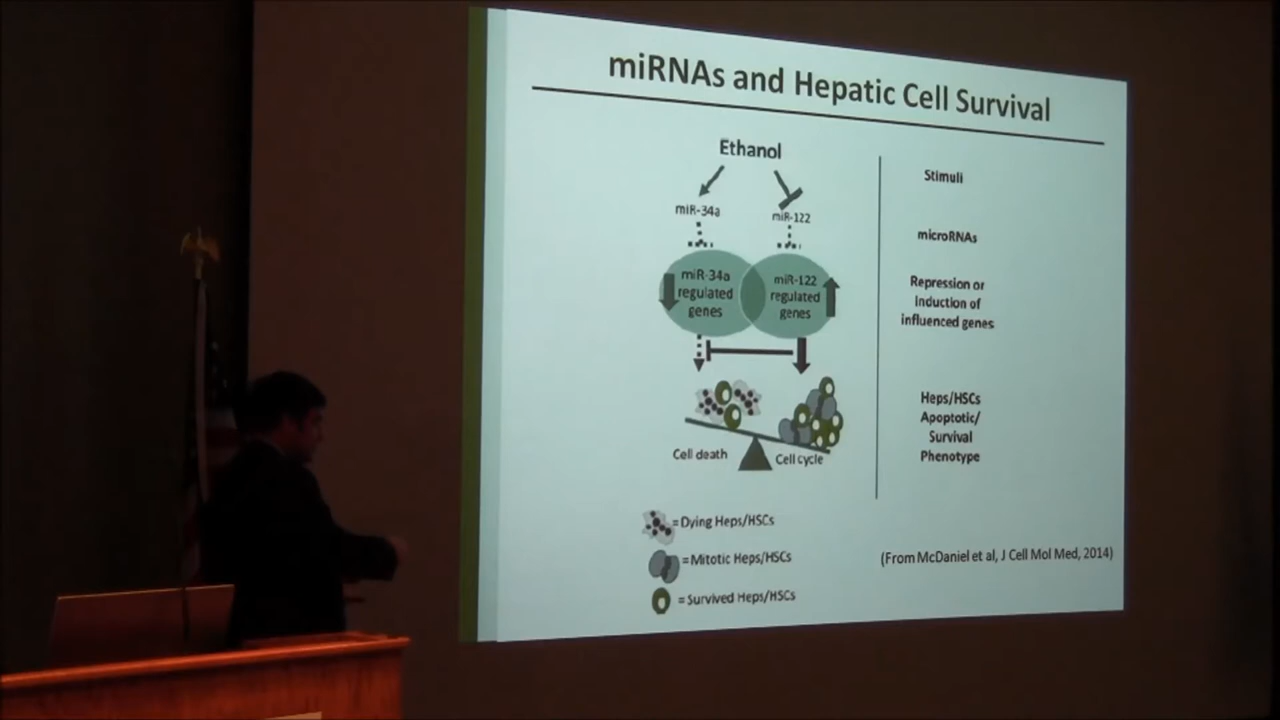 miRNAs and Hepatic Cell Survival
Ethanol
miR-34a
miR-122
miR-34a
regulated
genes
miR-122
regulated
genes
Cell death
Cell cycle
Stimuli
microRNAs
Repression or
Induction of
influenced genes
Heps/HSCs
Apoptotic/
Survival
Phenotype
= Dying Heps/HSCs
= Mitotic Heps/HSCs
= Survived Heps/HSCs
(From McDaniel et al, J Cell Mol Med, 2014)